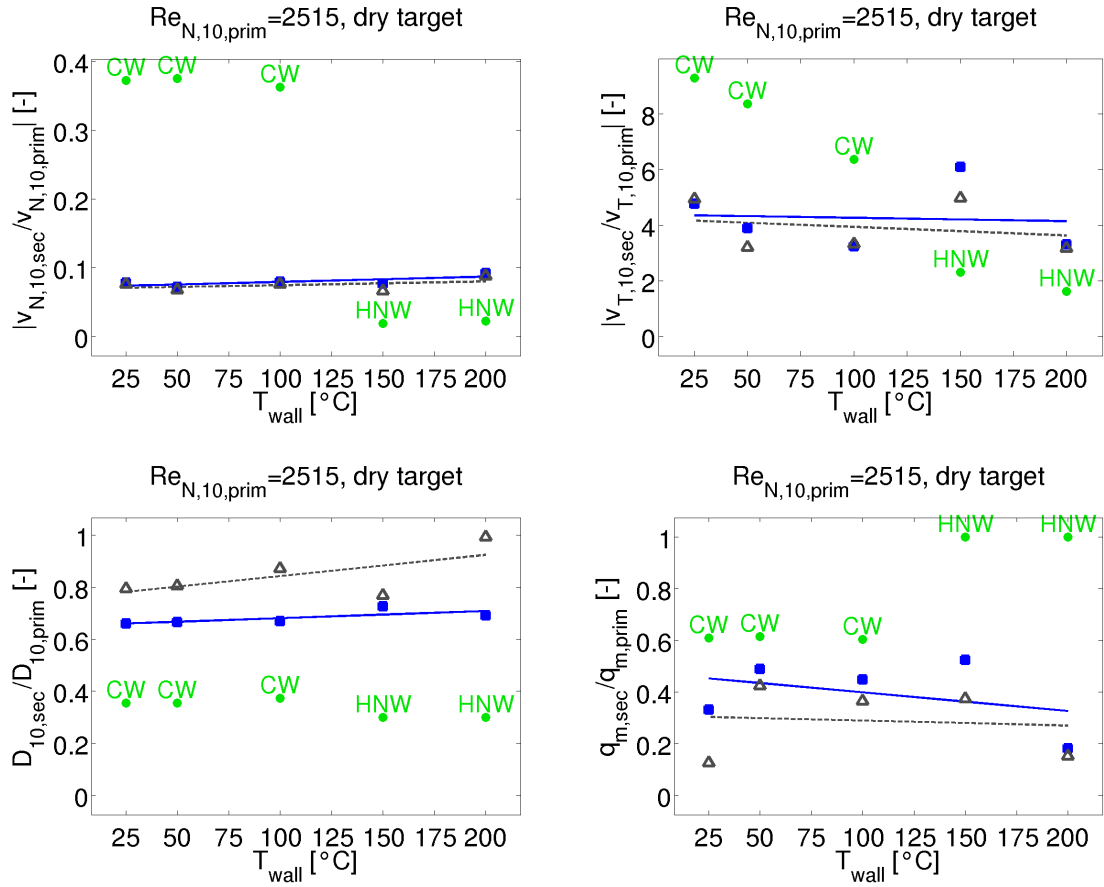 Re_N,10,prim=2515, dry target
|v_N,10,sec/v_N,10,prim| [-]
0.4
0.3
0.2
0.1
0
CW CW CW HNW HNW
25 50 75 100 125 150 175 200
T_wall [°C]
Re_N,10,prim=2515, dry target
|v_T,10,sec/v_T,10,prim| [-]
8
6
4
2
0
CW CW CW HNW HNW
25 50 75 100 125 150 175 200
T_wall [°C]
Re_N,10,prim=2515, dry target
D_10,sec/D_10,prim [-]
1
0.8
0.6
0.4
0.2
0
CW CW CW HNW HNW
25 50 75 100 125 150 175 200
T_wall [°C]
Re_N,10,prim=2515, dry target
q_m,sec/q_m,prim [-]
1
0.8
0.6
0.4
0.2
0
CW CW CW HNW HNW
25 50 75 100 125 150 175 200
T_wall [°C]